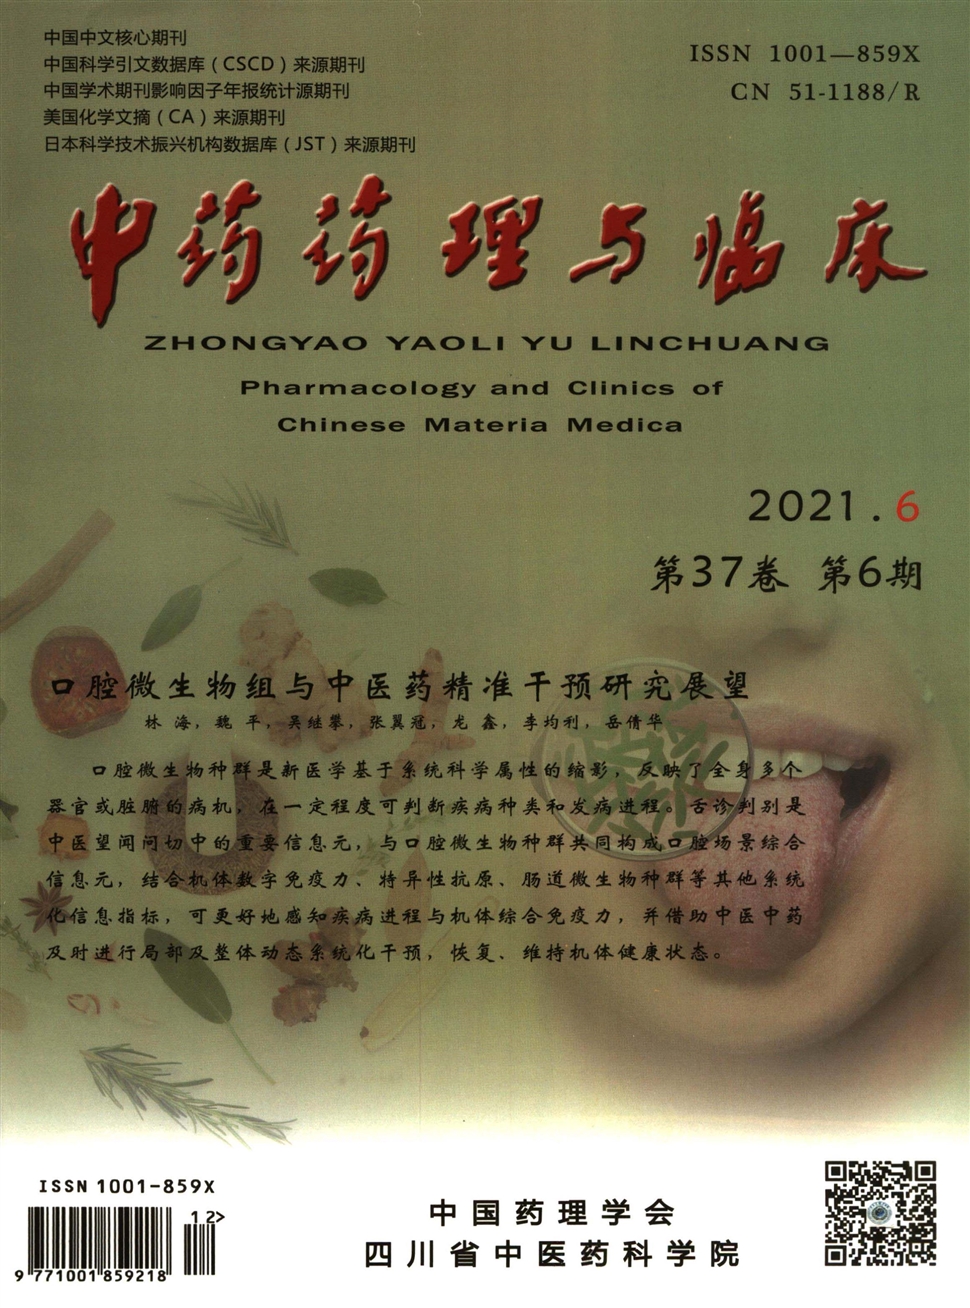 中国中文核心期刊
中国科学引文数据库（CSCD）来源期刊
中国学术期刊影响因子年报统计源期刊
美国化学文摘（CA）来源期刊
日本科学技术振兴机构数据库（JST）来源期刊
ISSN 1001—859X
CN 51-1188/R
中药药理与临床
ZHONGYAO YAOLI YU LINCHUANG
Pharmacology and Clinics of
Chinese Materia Medica
2021.6
第37卷 第6期
口腔微生物组与中医药精准干预研究展望
林 海，魏 平，吴继攀，张翼冠，龙 鑫，李均利，岳倩华
口腔微生物种群是新医学基于系统科学属性的缩影，反映了全身多个
器官或脏腑的病机，在一定程度可判断疾病种类和发病进程。舌诊判别是
中医望闻问切中的重要信息元，与口腔微生物种群共同构成口腔场景综合
信息元，结合机体数字免疫力、特异性抗原、肠道微生物种群等其他系统
化信息指标，可更好地感知疾病进程与机体综合免疫力，并借助中医中药
及时进行局部及整体动态系统化干预，恢复、维持机体健康状态。
ISSN 1001-859X
12>
9 771001 859218
中国药理学会
四川省中医药科学院